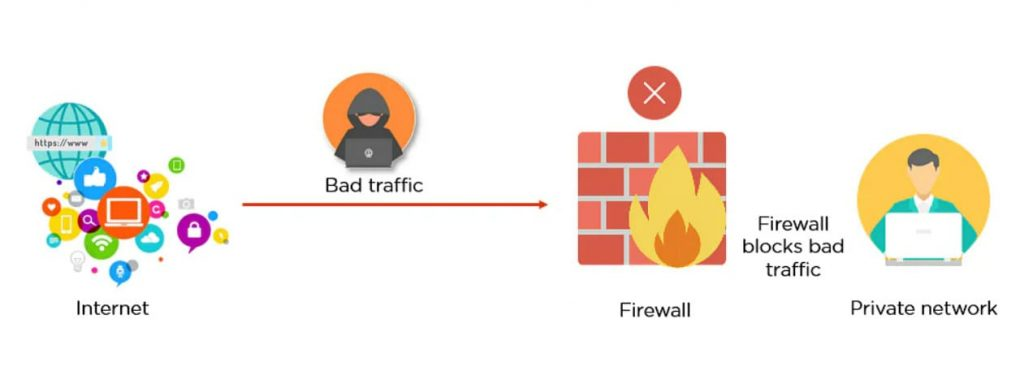 https://www
Bad traffic
Firewall
blocks bad
traffic
Internet
Firewall
Private network